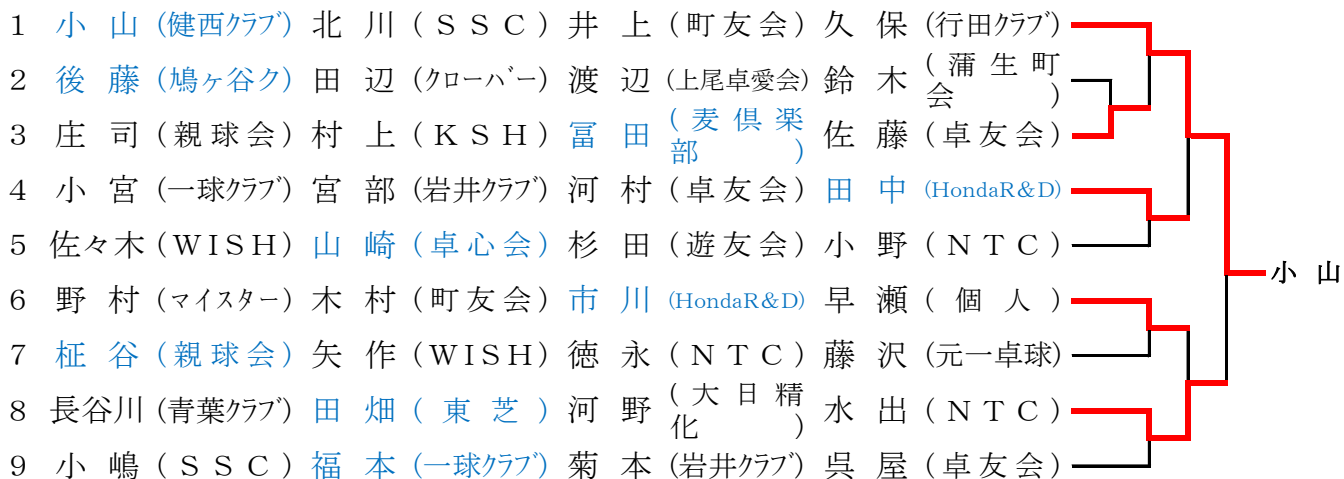 1 小山 (健西ｸﾗﾌﾞ) 北川 (ＳＳＣ) 井上 (町友会) 久保 (行田ｸﾗﾌﾞ)
2 後藤 (鳩ヶ谷ク) 田辺 (ｸﾛｰﾊﾞｰ) 渡辺 (上尾卓愛会) 鈴木 (蒲生町会)
3 庄司 (親球会) 村上 (ＫＳＨ) 冨田 (麦倶楽部) 佐藤 (卓友会)
4 小宮 (一球ｸﾗﾌﾞ) 宮部 (岩井ｸﾗﾌﾞ) 河村 (卓友会) 田中 (HondaR&D)
5 佐々木 (WISH) 山崎 (卓心会) 杉田 (遊友会) 小野 (ＮＴＣ)
小山
6 野村 (マイスター) 木村 (町友会) 市川 (HondaR&D) 早瀬 (個人)
7 柾谷 (親球会) 矢作 (WISH) 徳永 (ＮＴＣ) 藤沢 (元一卓球)
8 長谷川 (青葉ｸﾗﾌﾞ) 田畑 (東芝) 河野 (大日精化) 水出 (ＮＴＣ)
9 小嶋 (ＳＳＣ) 福本 (一球ｸﾗﾌﾞ) 菊本 (岩井ｸﾗﾌﾞ) 呉屋 (卓友会)